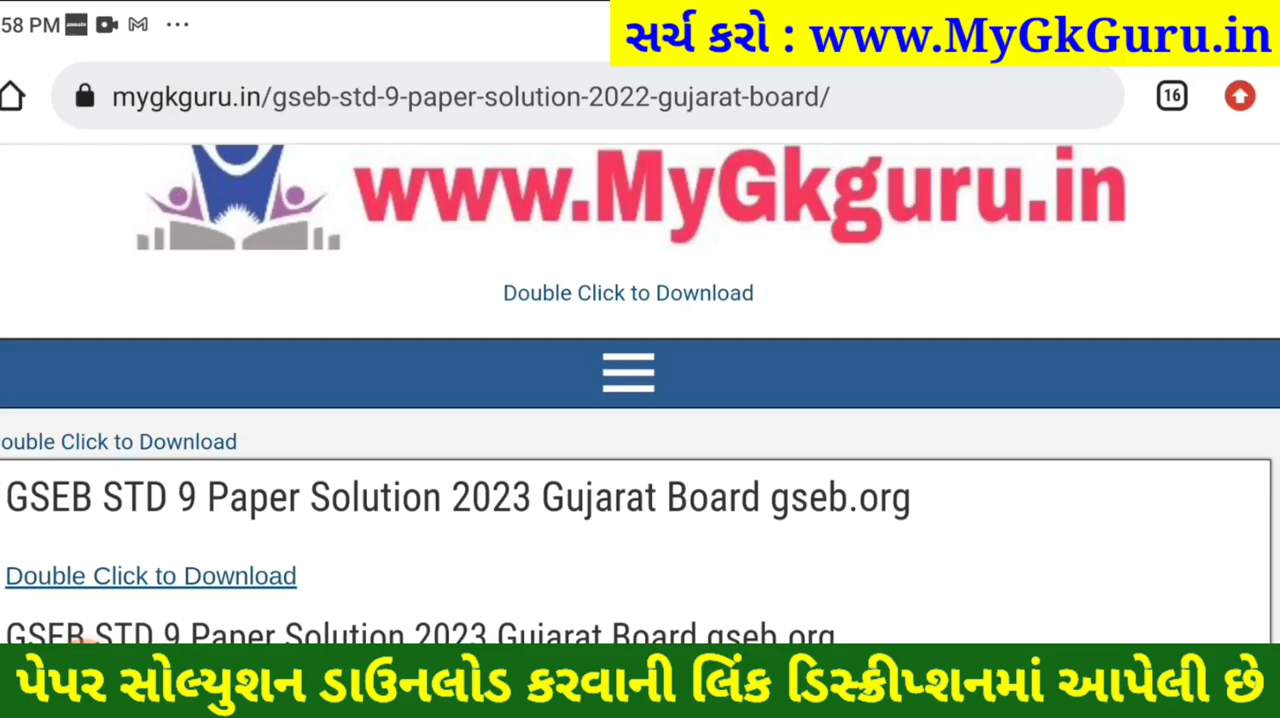 58 PM
સર્ચ કરો : www.MyGkGuru.in
mygkguru.in/gseb-std-9-paper-solution-2022-gujarat-board/
16
www.MyGkguru.in
Double Click to Download
ouble Click to Download
GSEB STD 9 Paper Solution 2023 Gujarat Board gseb.org
Double Click to Download
GSEB STD 9 Paper Solution 2023 Gujarat Board gseb.org
પેપર સોલ્યુશન ડાઉનલોડ કરવાની લિંક ડિસ્ક્રીપ્શનમાં આપેલી છે